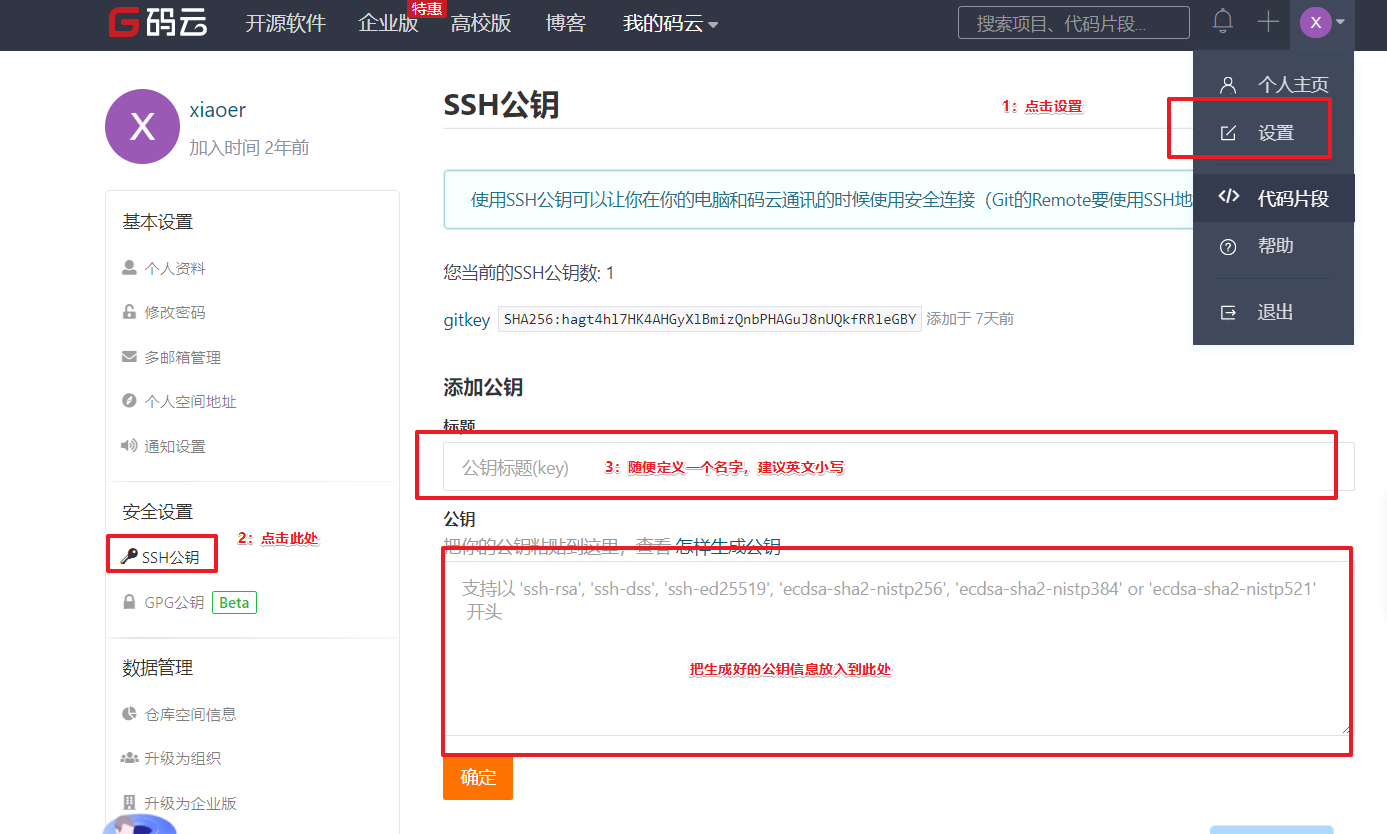 码云 开源软件 企业版 特惠 高校版 博客 我的码云 搜索项目、代码片段... X
xiaoer
加入时间 2年前
X
基本设置
个人资料
修改密码
多邮箱管理
个人空间地址
通知设置
安全设置
2：点击此处
SSH公钥
GPG公钥 Beta
数据管理
仓库空间信息
升级为组织
升级为企业版
SSH公钥
1：点击设置
个人主页
设置
代码片段
帮助
退出
使用SSH公钥可以让你在你的电脑和码云通讯的时候使用安全连接（Git的Remote要使用SSH地
您当前的SSH公钥数: 1
gitkey SHA256:hagt4hl7HK4AHGyXlBmizQnbPHAGuJ8nUQkfRRleGBY 添加于 7天前
添加公钥
标题
公钥标题(key) 3：随便定义一个名字，建议英文小写
公钥
把你的公钥粘贴到这里，查看 怎样生成公钥
支持以 'ssh-rsa', 'ssh-dss', 'ssh-ed25519', 'ecdsa-sha2-nistp256', 'ecdsa-sha2-nistp384' or 'ecdsa-sha2-nistp521'
开头
把生成好的公钥信息放入到此处
确定